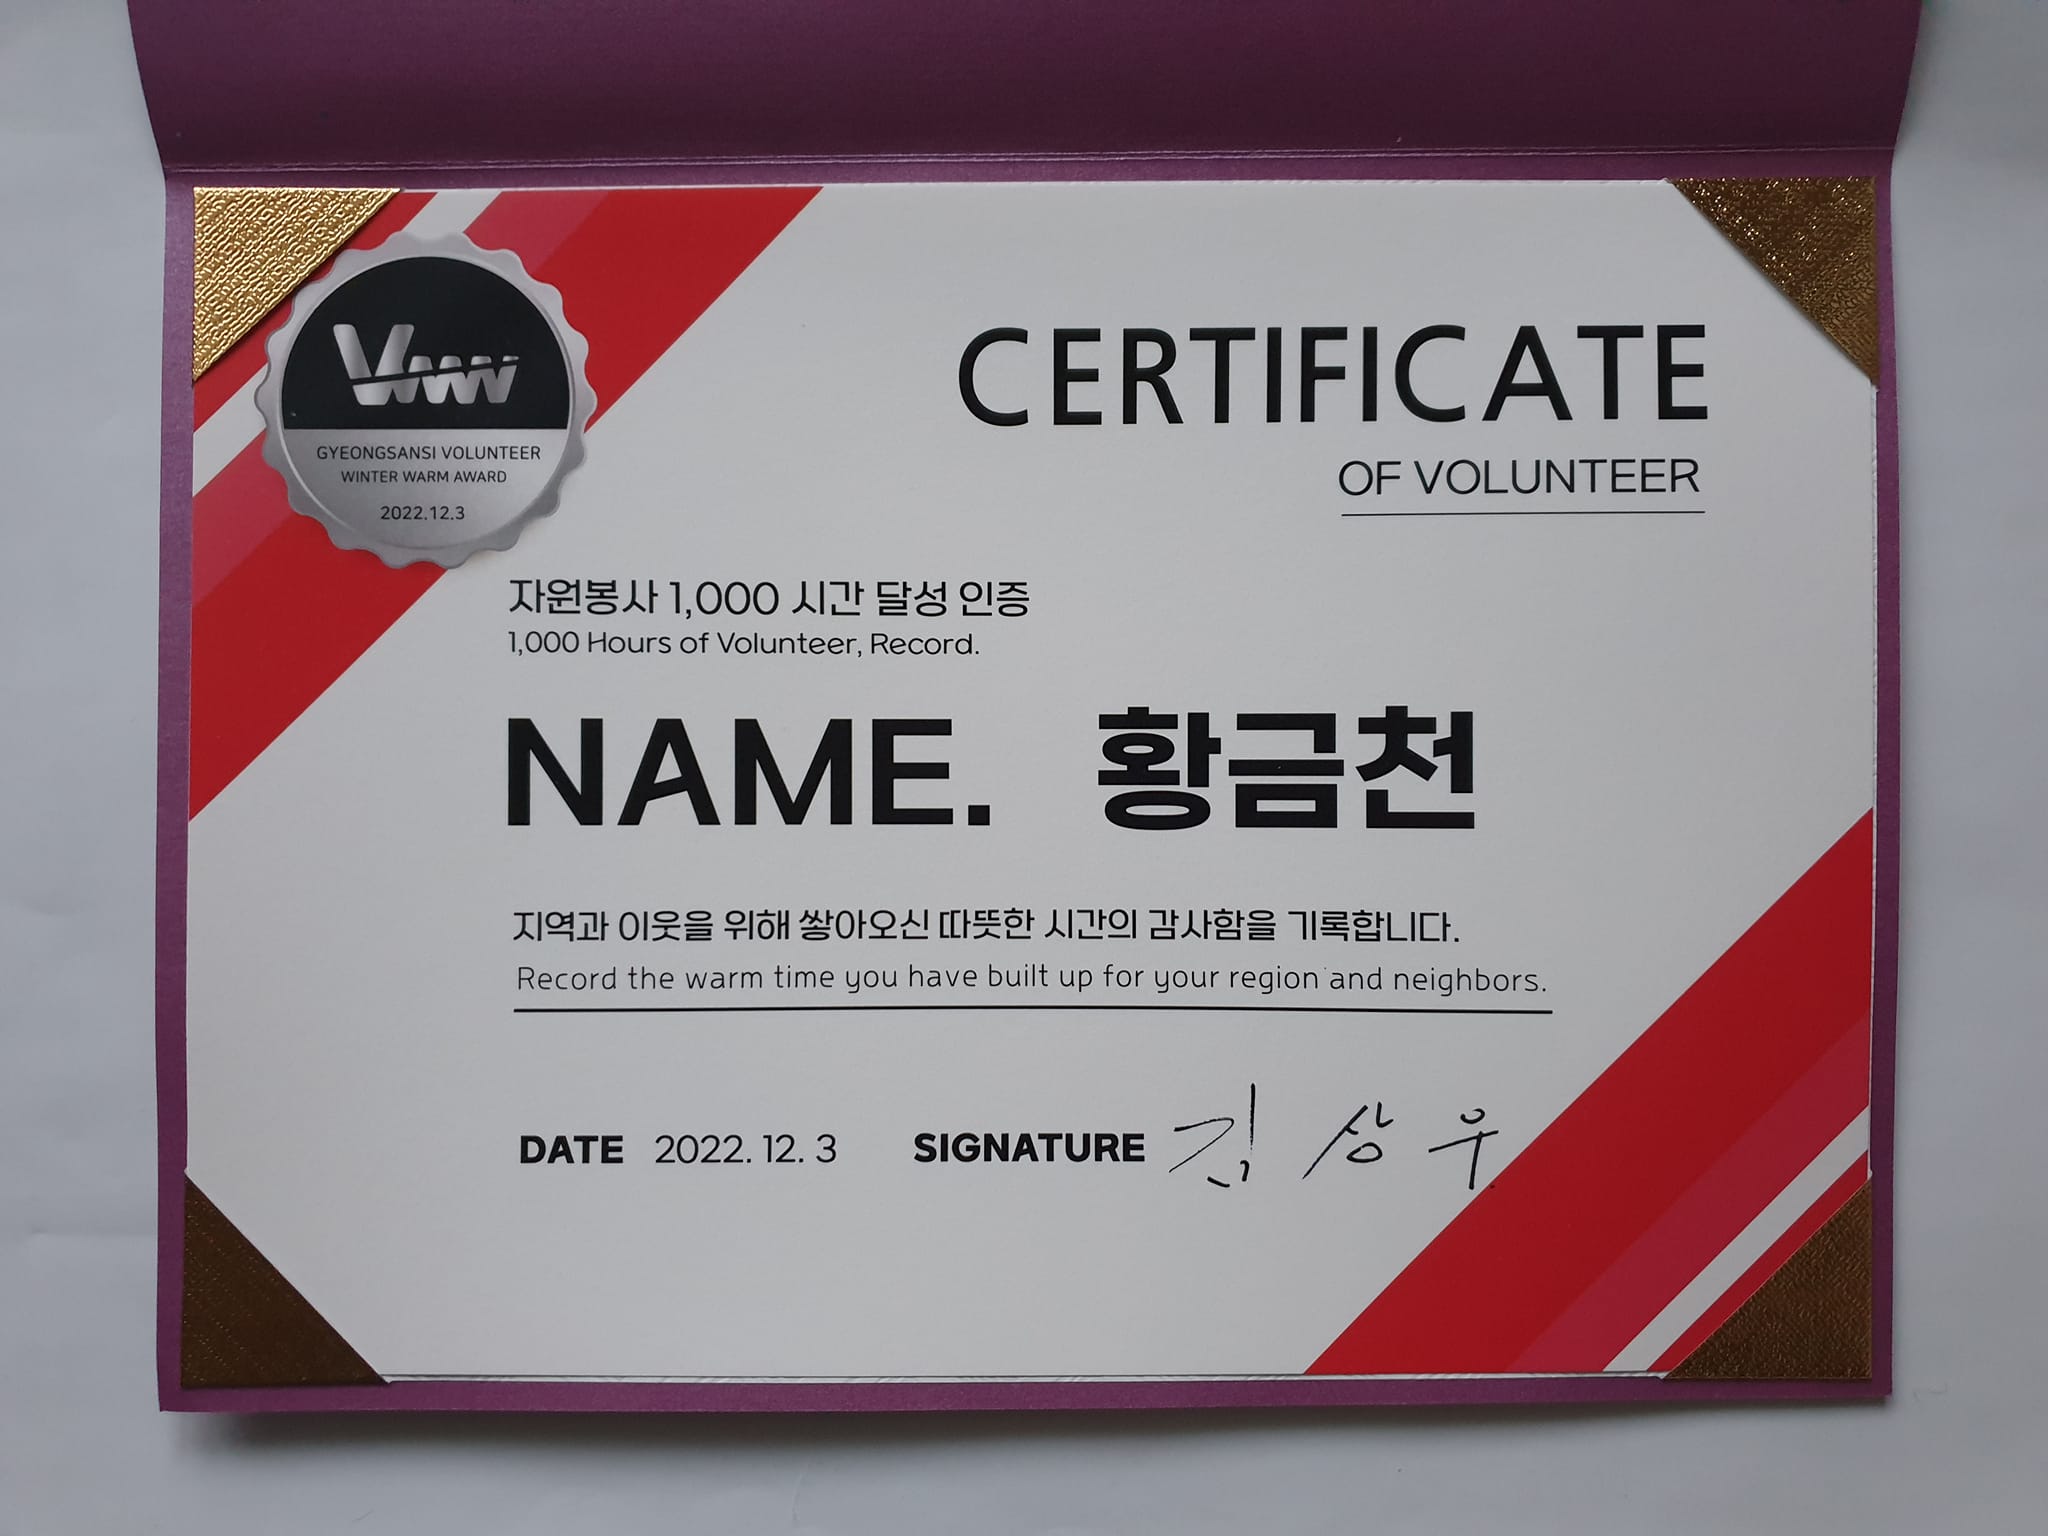 Vww
GYEONGSANSI VOLUNTEER
WINTER WARM AWARD
2022.12.3
CERTIFICATE
OF VOLUNTEER
자원봉사 1,000 시간 달성 인증
1,000 Hours of Volunteer, Record.
NAME. 황금천
지역과 이웃을 위해 쌓아오신 따뜻한 시간의 감사함을 기록합니다.
Record the warm time you have built up for your region and neighbors.
DATE 2022. 12. 3 SIGNATURE 김상우